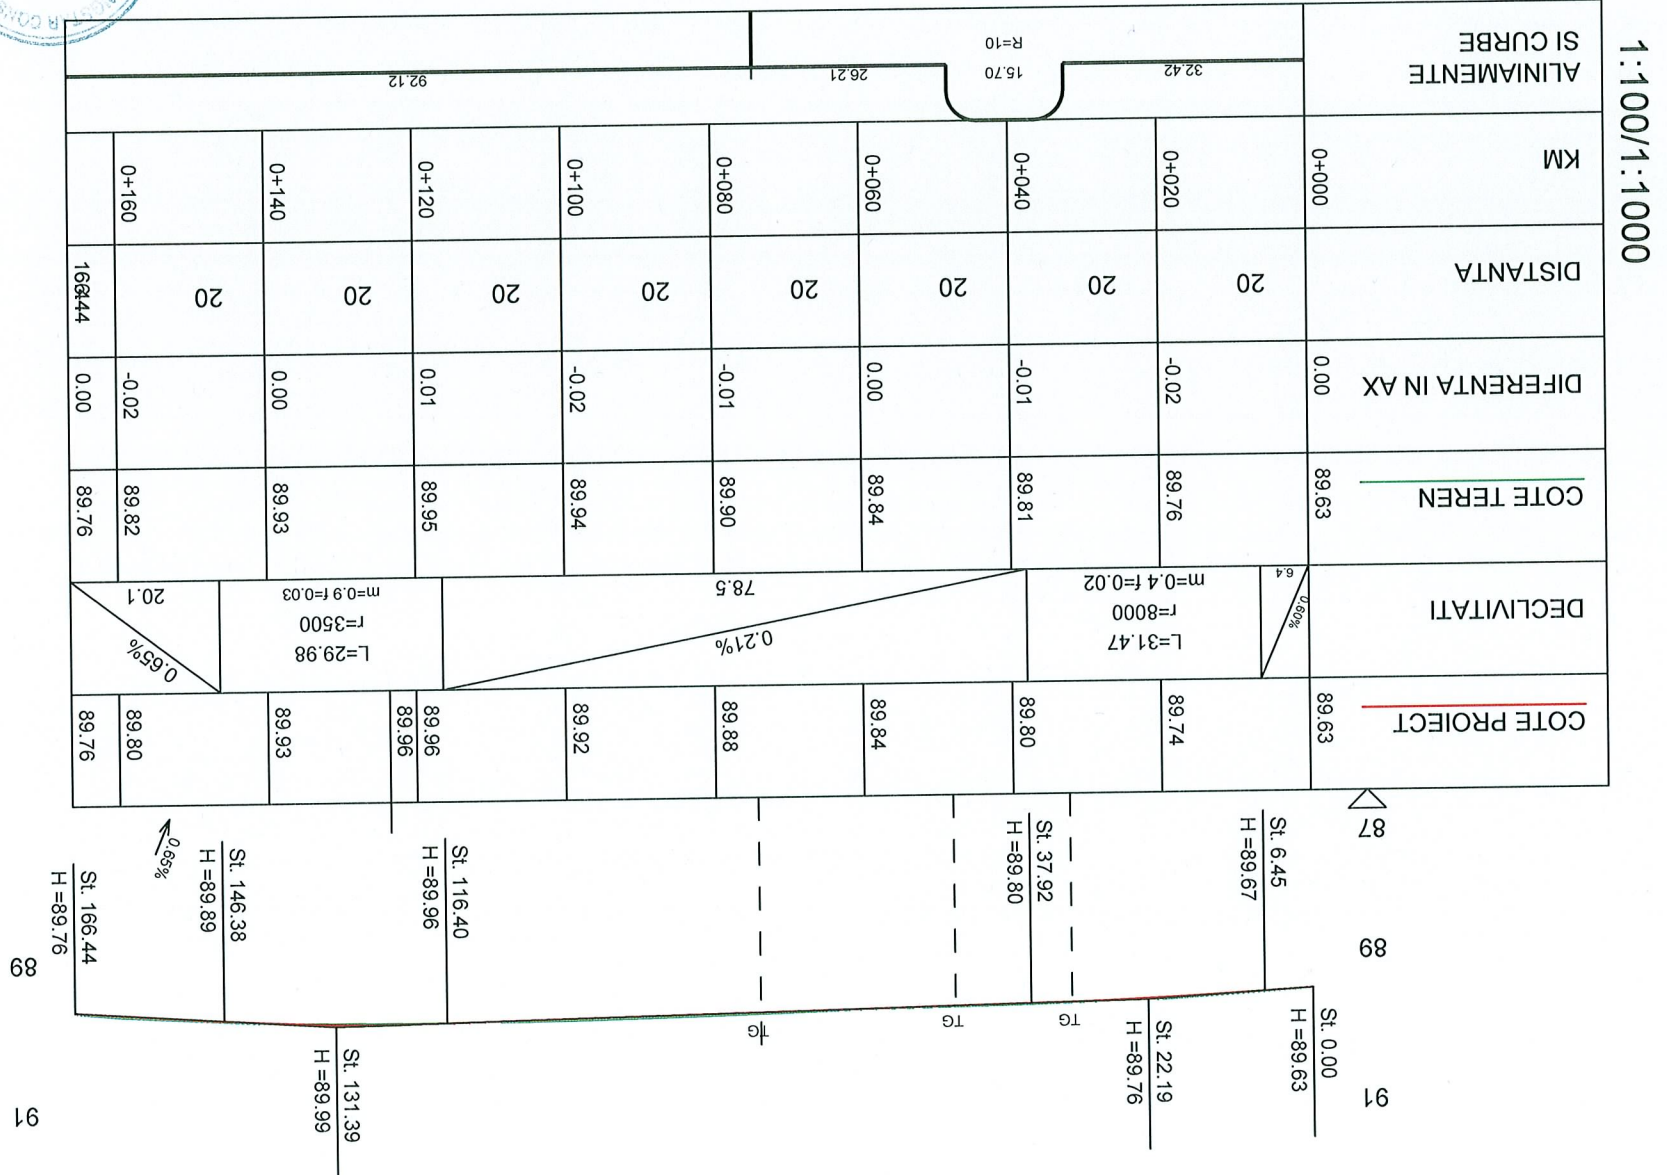 1:100/1:1000
91
89
87
St. 0.00
H =89.63
St. 22.19
H =89.76
St. 131.39
H =89.99
91
TG
TG
TG
St. 6.45
H =89.67
St. 37.92
H =89.80
St. 116.40
H =89.96
St. 146.38
H =89.89
0.65%
St. 166.44
H =89.76
89
COTE PROIECT
89.63
89.74
89.80
89.84
89.88
89.92
89.96
89.96
89.93
89.80
89.76
DECLIVITATI
0.60%
6.4
L=31.47
r=8000
m=0.4 f=0.02
0.21%
78.5
L=29.98
r=3500
m=0.9 f=0.03
0.65%
20.1
COTE TEREN
89.63
89.76
89.81
89.84
89.90
89.94
89.95
89.93
89.82
89.76
DIFERENTA IN AX
0.00
-0.02
-0.01
0.00
-0.01
-0.02
0.01
0.00
-0.02
0.00
DISTANTA
20
20
20
20
20
20
20
20
KM
0+000
0+020
0+040
0+060
0+080
0+100
0+120
0+140
0+160
ALINIAMENTE
SI CURBE
32.42
15.70
R=10
26.21
92.12